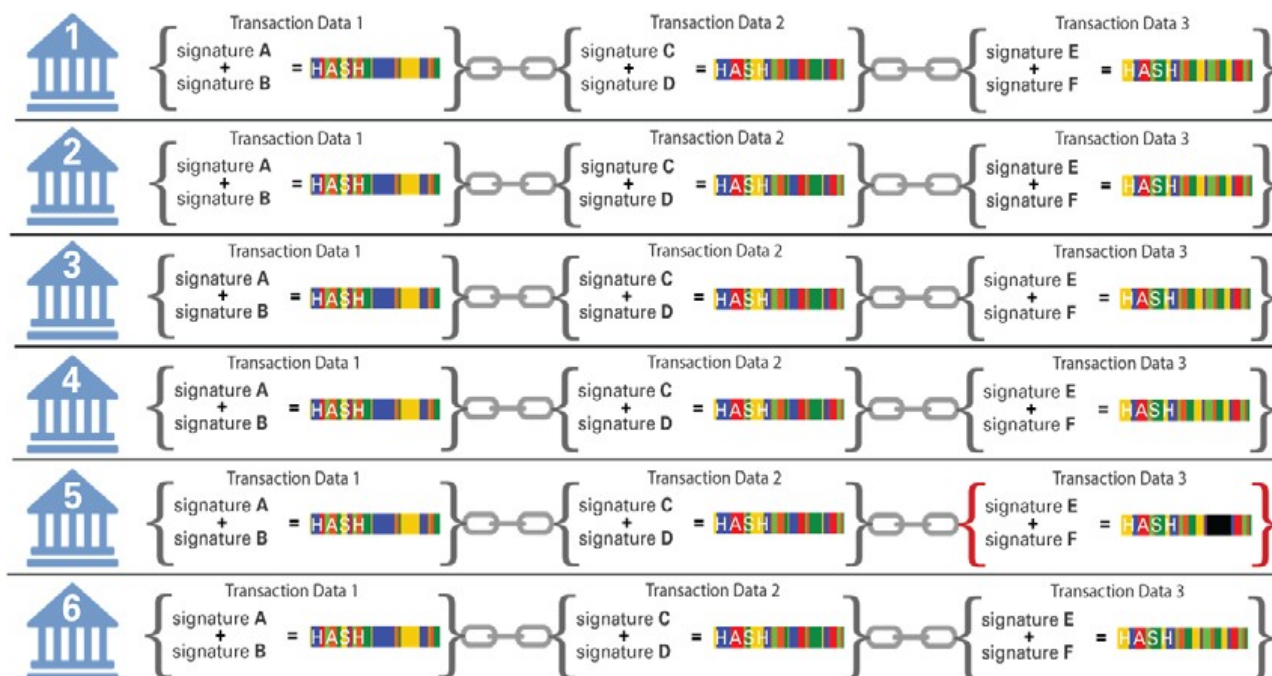 1
Transaction Data 1
signature A
+
signature B
= HASH
Transaction Data 2
signature C
+
signature D
= HASH
Transaction Data 3
signature E
+
signature F
= HASH
2
Transaction Data 1
signature A
+
signature B
= HASH
Transaction Data 2
signature C
+
signature D
= HASH
Transaction Data 3
signature E
+
signature F
= HASH
3
Transaction Data 1
signature A
+
signature B
= HASH
Transaction Data 2
signature C
+
signature D
= HASH
Transaction Data 3
signature E
+
signature F
= HASH
4
Transaction Data 1
signature A
+
signature B
= HASH
Transaction Data 2
signature C
+
signature D
= HASH
Transaction Data 3
signature E
+
signature F
= HASH
5
Transaction Data 1
signature A
+
signature B
= HASH
Transaction Data 2
signature C
+
signature D
= HASH
Transaction Data 3
signature E
+
signature F
= HASH
6
Transaction Data 1
signature A
+
signature B
= HASH
Transaction Data 2
signature C
+
signature D
= HASH
Transaction Data 3
signature E
+
signature F
= HASH